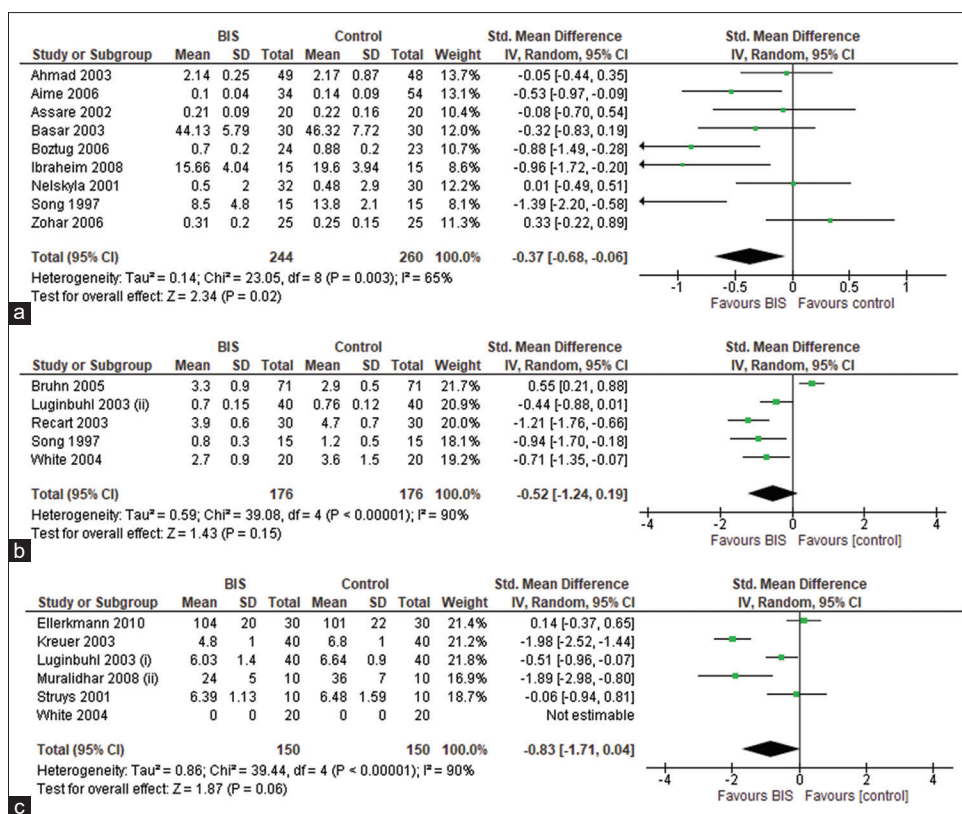 BIS Control Std. Mean Difference Std. Mean Difference
Study or Subgroup Mean SD Total Mean SD Total Weight IV, Random, 95% CI IV, Random, 95% CI
Ahmad 2003 2.14 0.25 49 2.17 0.87 48 13.7% -0.05 [-0.44, 0.35]
Aime 2006 0.1 0.04 34 0.14 0.09 54 13.1% -0.53 [-0.97, -0.09]
Assare 2002 0.21 0.09 20 0.22 0.16 20 10.4% -0.08 [-0.70, 0.54]
Basar 2003 44.13 5.79 30 46.32 7.72 30 12.0% -0.32 [-0.83, 0.19]
Boztug 2006 0.7 0.2 24 0.88 0.2 23 10.7% -0.88 [-1.49, -0.28]
Ibraheim 2008 15.66 4.04 15 19.6 3.94 15 8.6% -0.96 [-1.72, -0.20]
Nelskyla 2001 0.5 2 32 0.48 2.9 30 12.2% 0.01 [-0.49, 0.51]
Song 1997 8.5 4.8 15 13.8 2.1 15 8.1% -1.39 [-2.20, -0.58]
Zohar 2006 0.31 0.2 25 0.25 0.15 25 11.3% 0.33 [-0.22, 0.89]
Total (95% CI) 244 260 100.0% -0.37 [-0.68, -0.06]
Heterogeneity: Tau² = 0.14; Chi² = 23.05, df = 8 (P = 0.003); I² = 65%
Test for overall effect: Z = 2.34 (P = 0.02)
-1 -0.5 0 0.5 1
Favours BIS Favours control
a
BIS Control Std. Mean Difference Std. Mean Difference
Study or Subgroup Mean SD Total Mean SD Total Weight IV, Random, 95% CI IV, Random, 95% CI
Bruhn 2005 3.3 0.9 71 2.9 0.5 71 21.7% 0.55 [0.21, 0.88]
Luginbuhl 2003 (ii) 0.7 0.15 40 0.76 0.12 40 20.9% -0.44 [-0.88, 0.01]
Recart 2003 3.9 0.6 30 4.7 0.7 30 20.0% -1.21 [-1.76, -0.66]
Song 1997 0.8 0.3 15 1.2 0.5 15 18.1% -0.94 [-1.70, -0.18]
White 2004 2.7 0.9 20 3.6 1.5 20 19.2% -0.71 [-1.35, -0.07]
Total (95% CI) 176 176 100.0% -0.52 [-1.24, 0.19]
Heterogeneity: Tau² = 0.59; Chi² = 39.08, df = 4 (P < 0.00001); I² = 90%
Test for overall effect: Z = 1.43 (P = 0.15)
-4 -2 0 2 4
Favours BIS Favours [control]
b
BIS Control Std. Mean Difference Std. Mean Difference
Study or Subgroup Mean SD Total Mean SD Total Weight IV, Random, 95% CI IV, Random, 95% CI
Ellerkmann 2010 104 20 30 101 22 30 21.4% 0.14 [-0.37, 0.65]
Kreuer 2003 4.8 1 40 6.8 1 40 21.2% -1.98 [-2.52, -1.44]
Luginbuhl 2003 (i) 6.03 1.4 40 6.64 0.9 40 21.8% -0.51 [-0.96, -0.07]
Muralidhar 2008 (ii) 24 5 10 36 7 10 16.9% -1.89 [-2.98, -0.80]
Struys 2001 6.39 1.13 10 6.48 1.59 10 18.7% -0.06 [-0.94, 0.81]
White 2004 0 0 20 0 0 20 Not estimable
Total (95% CI) 150 150 100.0% -0.83 [-1.71, 0.04]
Heterogeneity: Tau² = 0.86; Chi² = 39.44, df = 4 (P < 0.00001); I² = 90%
Test for overall effect: Z = 1.87 (P = 0.06)
-4 -2 0 2 4
Favours BIS Favours [control]
c